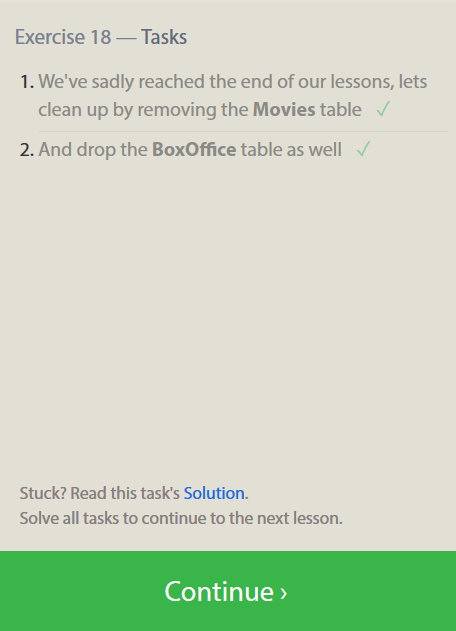 Exercise 18 — Tasks
1. We've sadly reached the end of our lessons, lets
clean up by removing the Movies table ✓
2. And drop the BoxOffice table as well ✓
Stuck? Read this task's Solution.
Solve all tasks to continue to the next lesson.
Continue ›